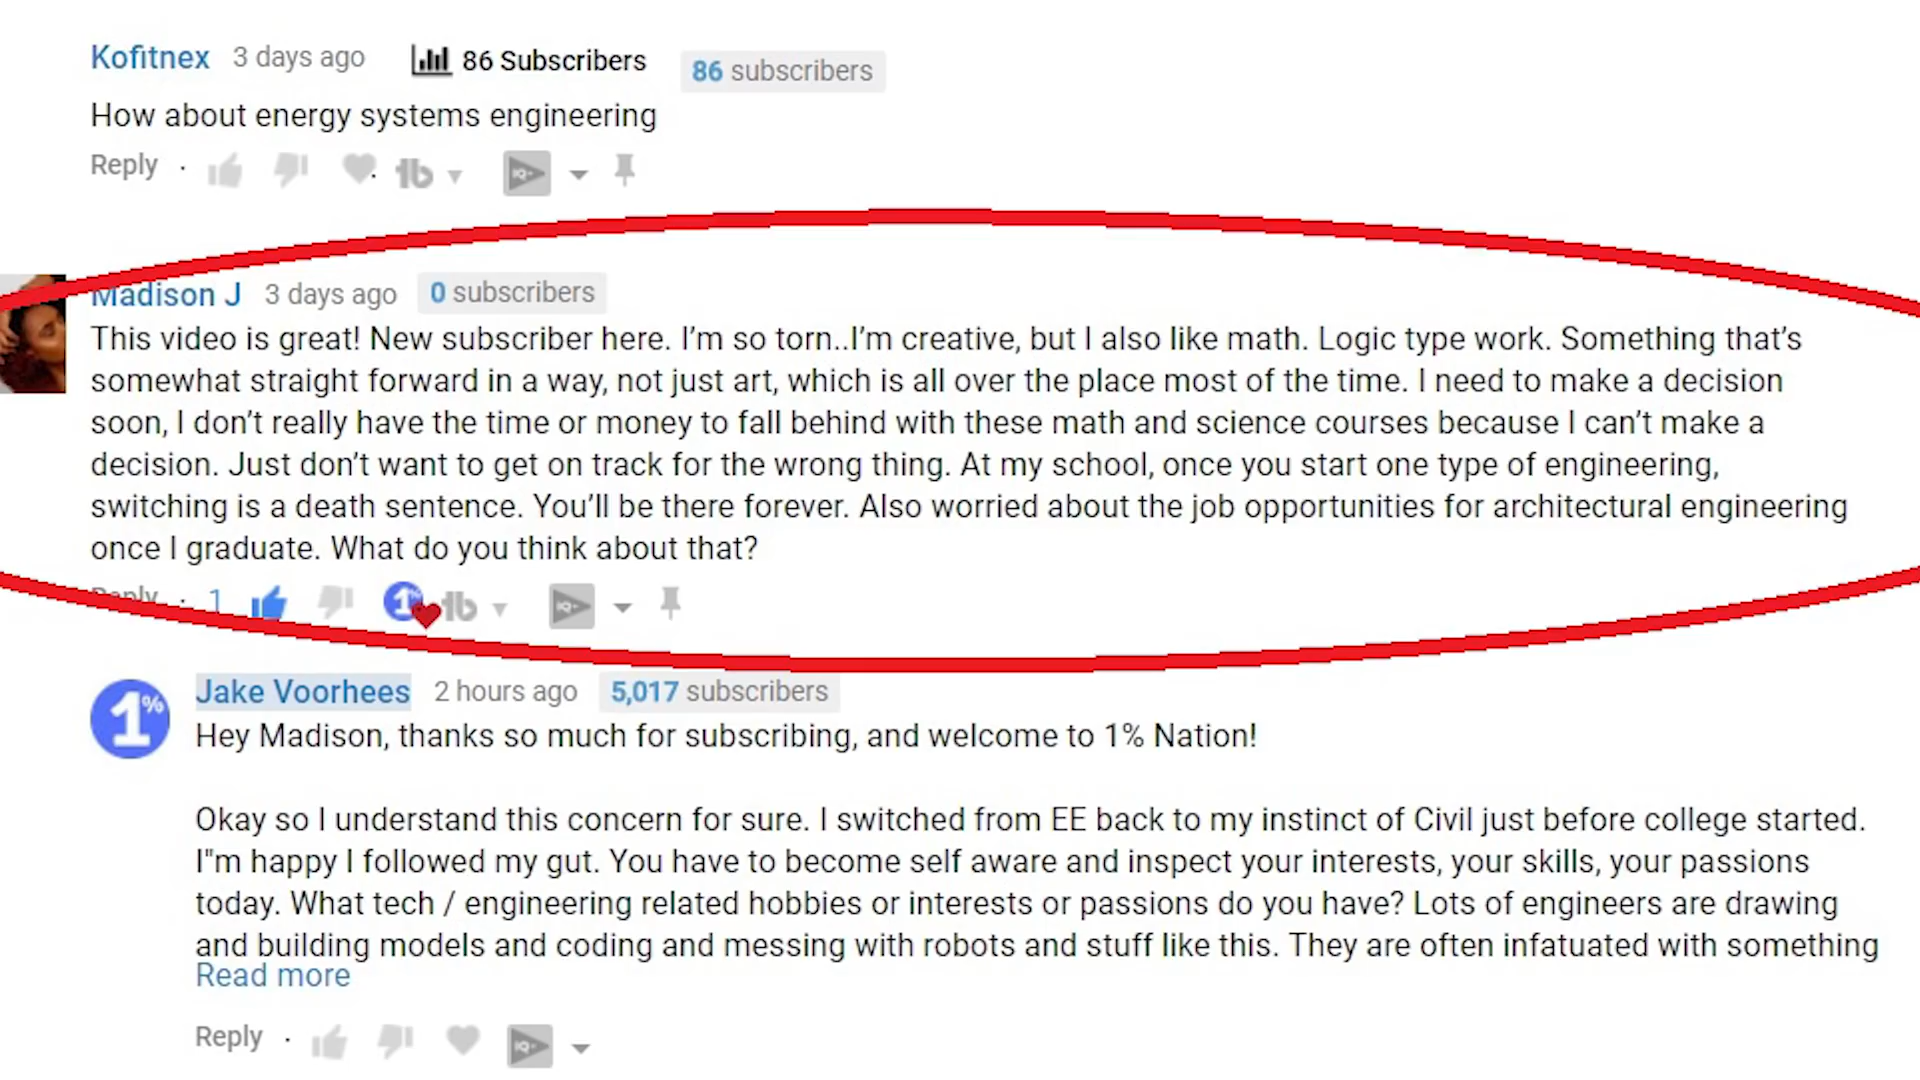 Kofitnex 3 days ago 86 Subscribers 86 subscribers
How about energy systems engineering
Reply ·
Madison J 3 days ago 0 subscribers
This video is great! New subscriber here. I’m so torn..I’m creative, but I also like math. Logic type work. Something that’s
somewhat straight forward in a way, not just art, which is all over the place most of the time. I need to make a decision
soon, I don’t really have the time or money to fall behind with these math and science courses because I can’t make a
decision. Just don’t want to get on track for the wrong thing. At my school, once you start one type of engineering,
switching is a death sentence. You’ll be there forever. Also worried about the job opportunities for architectural engineering
once I graduate. What do you think about that?
Reply · 1 1% tb IQ
1% Jake Voorhees 2 hours ago 5,017 subscribers
Hey Madison, thanks so much for subscribing, and welcome to 1% Nation!
Okay so I understand this concern for sure. I switched from EE back to my instinct of Civil just before college started.
I"m happy I followed my gut. You have to become self aware and inspect your interests, your skills, your passions
today. What tech / engineering related hobbies or interests or passions do you have? Lots of engineers are drawing
and building models and coding and messing with robots and stuff like this. They are often infatuated with something
Read more
Reply ·